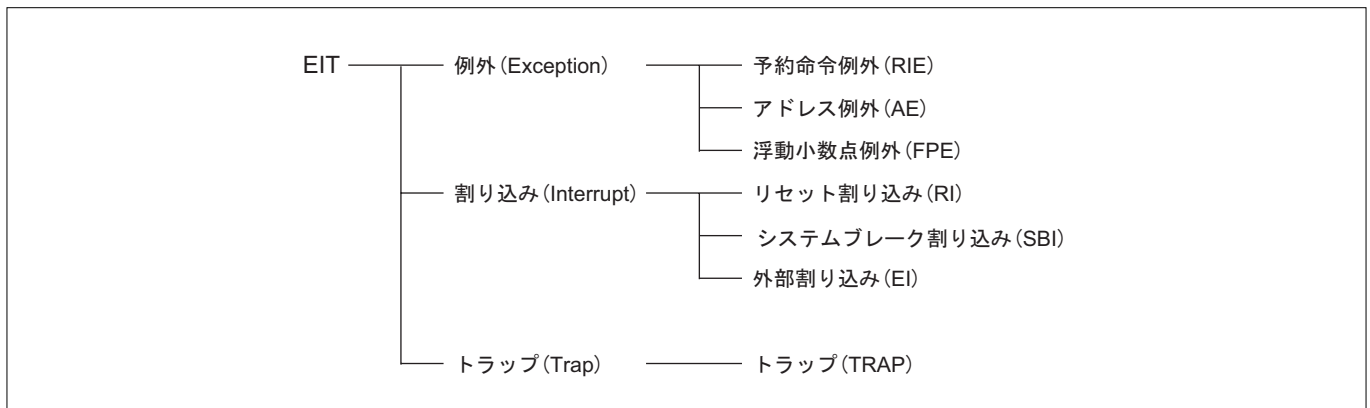 EIT 例外(Exception) 予約命令例外(RIE)
アドレス例外(AE)
浮動小数点例外(FPE)
割り込み(Interrupt) リセット割り込み(RI)
システムブレーク割り込み(SBI)
外部割り込み(EI)
トラップ(Trap) トラップ(TRAP)